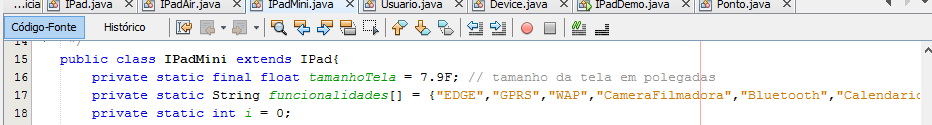 ...icia IPad.java IPadAir.java IPadMini.java Usuario.java Device.java IPadDemo.java Ponto.java
Código-Fonte Histórico
14 */
15 public class IPadMini extends IPad{
16 private static final float tamanhoTela = 7.9F; // tamanho da tela em polegadas
17 private static String funcionalidades[] = {"EDGE","GPRS","WAP","CameraFilmadora","Bluetooth","Calendario
18 private static int i = 0;